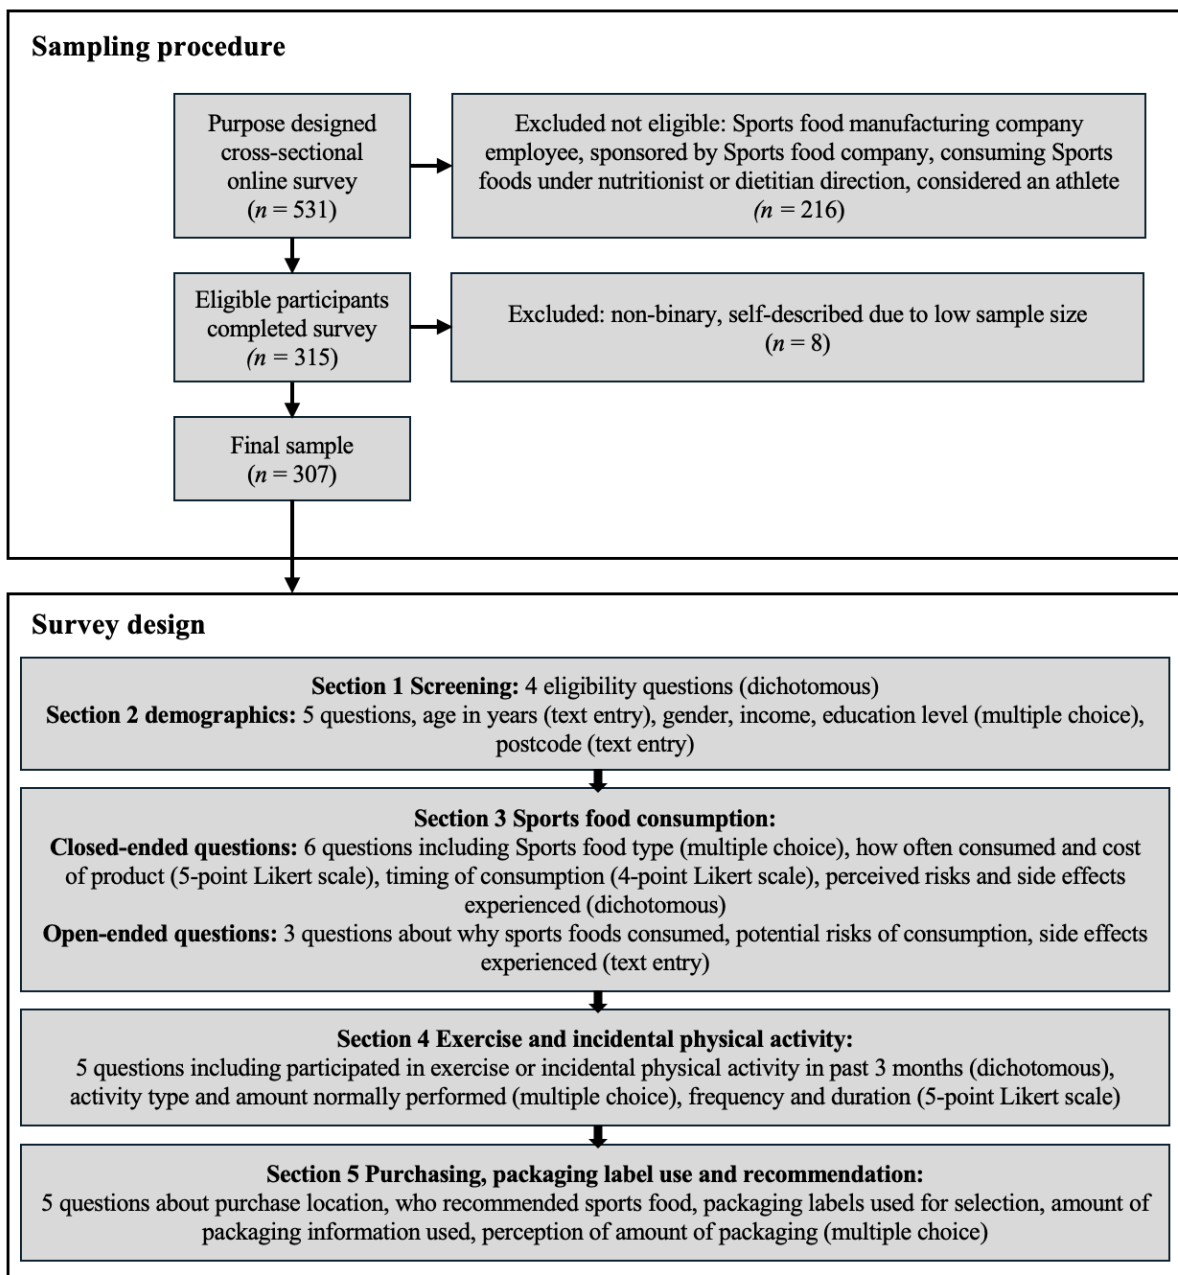 Sampling procedure
Purpose designed
cross-sectional
online survey
(n = 531)
Excluded not eligible: Sports food manufacturing company
employee, sponsored by Sports food company, consuming Sports
foods under nutritionist or dietitian direction, considered an athlete
(n = 216)
Eligible participants
completed survey
(n = 315)
Excluded: non-binary, self-described due to low sample size
(n = 8)
Final sample
(n = 307)
Survey design
Section 1 Screening: 4 eligibility questions (dichotomous)
Section 2 demographics: 5 questions, age in years (text entry), gender, income, education level (multiple choice),
postcode (text entry)
Section 3 Sports food consumption:
Closed-ended questions: 6 questions including Sports food type (multiple choice), how often consumed and cost
of product (5-point Likert scale), timing of consumption (4-point Likert scale), perceived risks and side effects
experienced (dichotomous)
Open-ended questions: 3 questions about why sports foods consumed, potential risks of consumption, side effects
experienced (text entry)
Section 4 Exercise and incidental physical activity:
5 questions including participated in exercise or incidental physical activity in past 3 months (dichotomous),
activity type and amount normally performed (multiple choice), frequency and duration (5-point Likert scale)
Section 5 Purchasing, packaging label use and recommendation:
5 questions about purchase location, who recommended sports food, packaging labels used for selection, amount of
packaging information used, perception of amount of packaging (multiple choice)